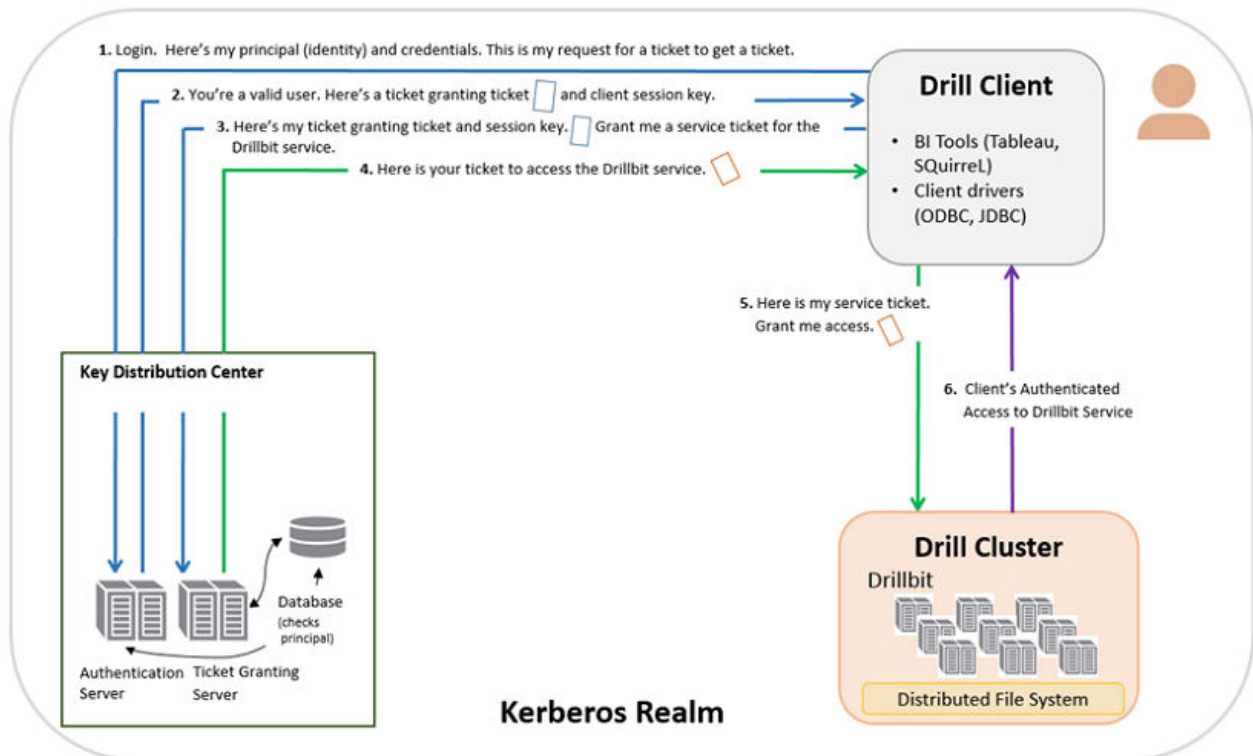 1. Login. Here's my principal (identity) and credentials. This is my request for a ticket to get a ticket.
2. You're a valid user. Here's a ticket granting ticket and client session key.
3. Here's my ticket granting ticket and session key. Grant me a service ticket for the
Drillbit service.
4. Here is your ticket to access the Drillbit service.
Drill Client
• BI Tools (Tableau,
SQuirreL)
• Client drivers
(ODBC, JDBC)
5. Here is my service ticket.
Grant me access.
6. Client's Authenticated
Access to Drillbit Service
Key Distribution Center
Database
(checks
principal)
Authentication
Server
Ticket Granting
Server
Drill Cluster
Drillbit
Distributed File System
Kerberos Realm